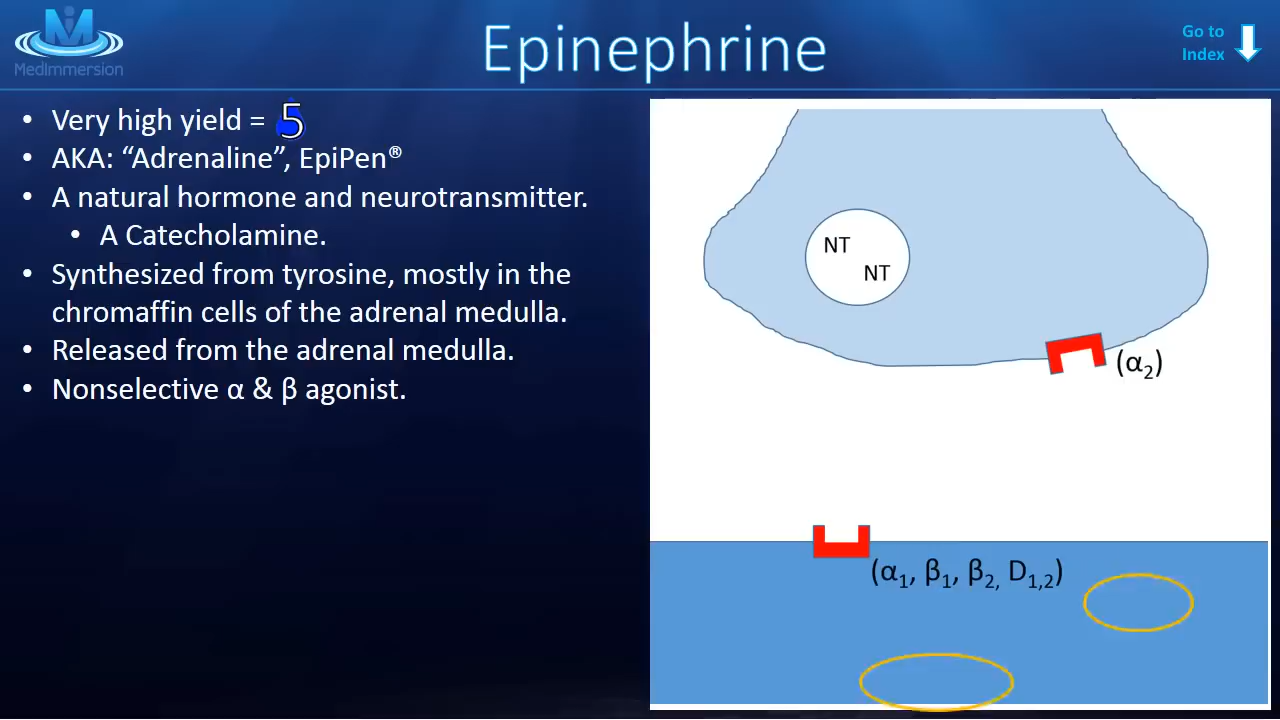 MedImmersion
Epinephrine
Go to
Index
• Very high yield = 5
• AKA: “Adrenaline”, EpiPen®
• A natural hormone and neurotransmitter.
• A Catecholamine.
• Synthesized from tyrosine, mostly in the
chromaffin cells of the adrenal medulla.
• Released from the adrenal medulla.
• Nonselective α & β agonist.
NT
NT
(α₂)
(α₁, β₁, β₂, D₁,₂)